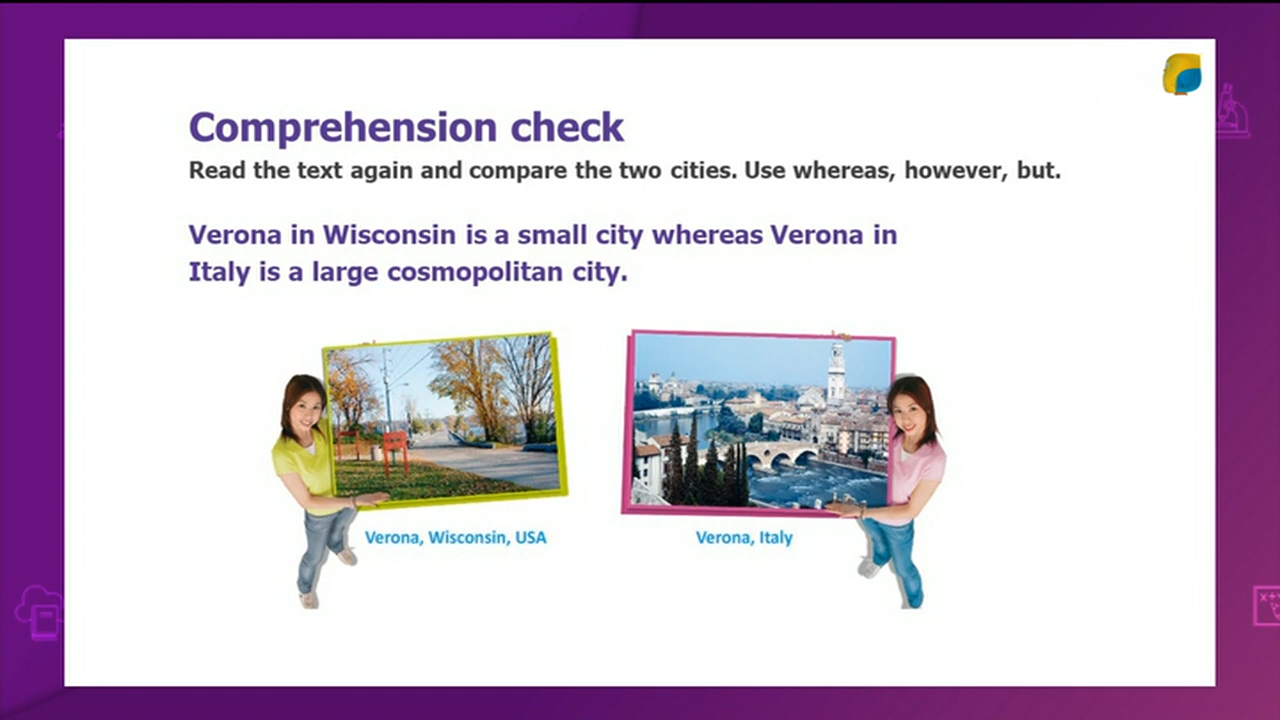 Comprehension check
Read the text again and compare the two cities. Use whereas, however, but.
Verona in Wisconsin is a small city whereas Verona in
Italy is a large cosmopolitan city.
Verona, Wisconsin, USA
Verona, Italy